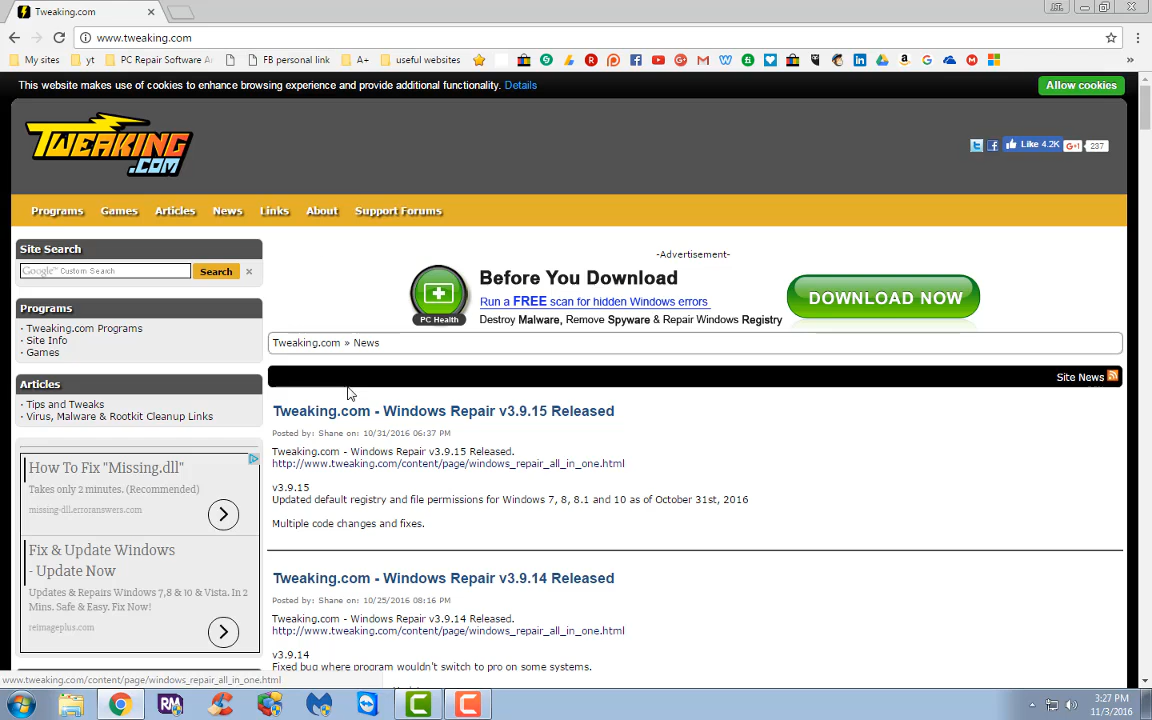 Tweaking.com
www.tweaking.com
My sites
yt
PC Repair Software Ar
FB personal link
A+
useful websites
This website makes use of cookies to enhance browsing experience and provide additional functionality. Details
Allow cookies
TWEAKING
.COM
Like 4.2K
G+1
237
Programs
Games
Articles
News
Links
About
Support Forums
Site Search
Google™ Custom Search
Search
Programs
· Tweaking.com Programs
· Site Info
· Games
Articles
· Tips and Tweaks
· Virus, Malware & Rootkit Cleanup Links
How To Fix "Missing.dll"
Takes only 2 minutes. (Recommended)
missing-dll.erroranswers.com
Fix & Update Windows
- Update Now
Updates & Repairs Windows 7,8 & 10 & Vista. In 2
Mins. Safe & Easy. Fix Now!
reimageplus.com
-Advertisement-
PC Health
Before You Download
Run a FREE scan for hidden Windows errors
Destroy Malware, Remove Spyware & Repair Windows Registry
DOWNLOAD NOW
Tweaking.com » News
Site News
Tweaking.com - Windows Repair v3.9.15 Released
Posted by: Shane on: 10/31/2016 06:37 PM
Tweaking.com - Windows Repair v3.9.15 Released.
http://www.tweaking.com/content/page/windows_repair_all_in_one.html
v3.9.15
Updated default registry and file permissions for Windows 7, 8, 8.1 and 10 as of October 31st, 2016
Multiple code changes and fixes.
Tweaking.com - Windows Repair v3.9.14 Released
Posted by: Shane on: 10/25/2016 08:16 PM
Tweaking.com - Windows Repair v3.9.14 Released.
http://www.tweaking.com/content/page/windows_repair_all_in_one.html
v3.9.14
Fixed bug where program wouldn't switch to pro on some systems.
www.tweaking.com/content/page/windows_repair_all_in_one.html
RM
3:27 PM
11/3/2016